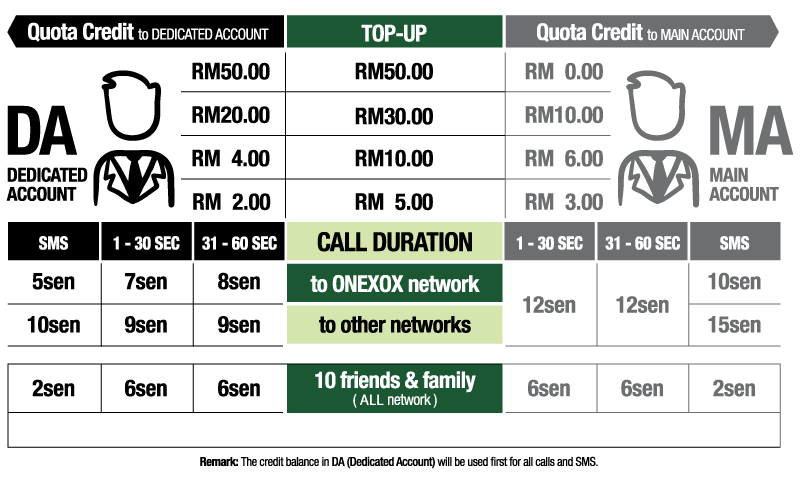 Quota Credit to DEDICATED ACCOUNT TOP-UP Quota Credit to MAIN ACCOUNT
DA
DEDICATED
ACCOUNT
RM50.00 RM50.00 RM 0.00
RM20.00 RM30.00 RM10.00
RM 4.00 RM10.00 RM 6.00
RM 2.00 RM 5.00 RM 3.00
MA
MAIN
ACCOUNT
SMS 1 - 30 SEC 31 - 60 SEC CALL DURATION 1 - 30 SEC 31 - 60 SEC SMS
5sen 7sen 8sen to ONEXOX network 12sen 12sen 10sen
10sen 9sen 9sen to other networks 15sen
2sen 6sen 6sen 10 friends & family 6sen 6sen 2sen
( ALL network )
Remark: The credit balance in DA (Dedicated Account) will be used first for all calls and SMS.